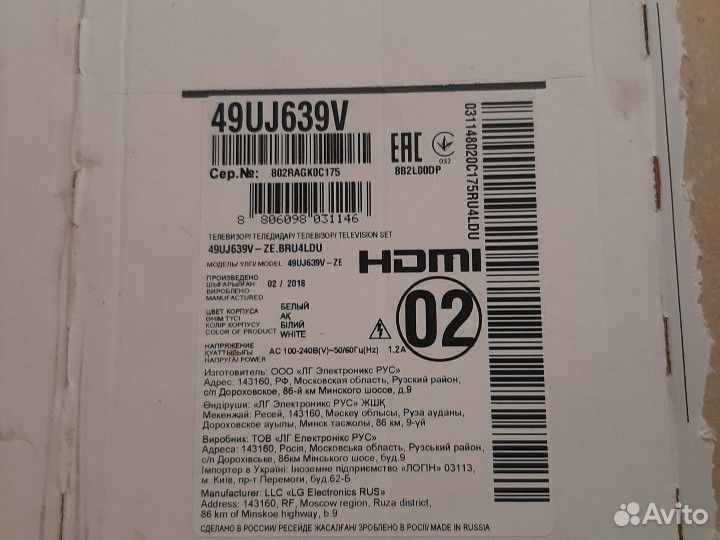 49UJ639V
Сер.№: 802RAGK0C175
8 806098 031146
EAC
032
8B2L00DP
031148020C175RU4LDU
ТЕЛЕВИЗОР/ ТЕЛЕДИДАР/ ТЕЛЕВІЗОР/ TELEVISION SET
49UJ639V-ZE.BRU4LDU
МОДЕЛЬ/ ҮЛГІ/ MODEL 49UJ639V-ZE
HDMI
ПРОИЗВЕДЕНО
ШЫҒАРЫЛҒАН
ВИРОБЛЕНО
MANUFACTURED
02 / 2018
02
ЦВЕТ КОРПУСА БЕЛЫЙ
ӨҢІМ ТҮСІ АҚ
КОЛІР КОРПУСУ БІЛИЙ
COLOR OF PRODUCT WHITE
НАПРЯЖЕНИЕ
ҚУАТТЫЛЫҒЫ
НАПРУГА/ POWER
AC 100-240В(V)~50/60Гц(Hz) 1.2A
Изготовитель: ООО «ЛГ Электроникс РУС»
Адрес: 143160, РФ, Московская область, Рузский район,
с/п Дороховское, 86-й км Минского шоссе, д.9
Өндіруши: «ЛГ Электроникс РУС» ЖШҚ
Мекенжай: Ресей, 143160, Мәскеу облысы, Руза ауданы,
Дороховское ауылы, Минск тасжолы, 86 км, 9-үй
Виробник: ТОВ «ЛГ Електронікс РУС»
Адреса: 143160, Росія, Московська область, Рузський район,
с/п Дороховське, 86км Мінського шосе, буд.9
Імпортер в Україні: Іноземне підприємство «ЛОГІН» 03113,
м. Київ, пр-т Перемоги, буд.62-Б
Manufacturer: LLC «LG Electronics RUS»
Address: 143160, RF, Moscow region, Ruza district,
86 km of Minskoe highway, b.9
СДЕЛАНО В РОССИИ/ РЕСЕЙДЕ ЖАСАЛҒАН/ ЗРОБЛЕНО В РОСІЇ/ MADE IN RUSSIA
Avito